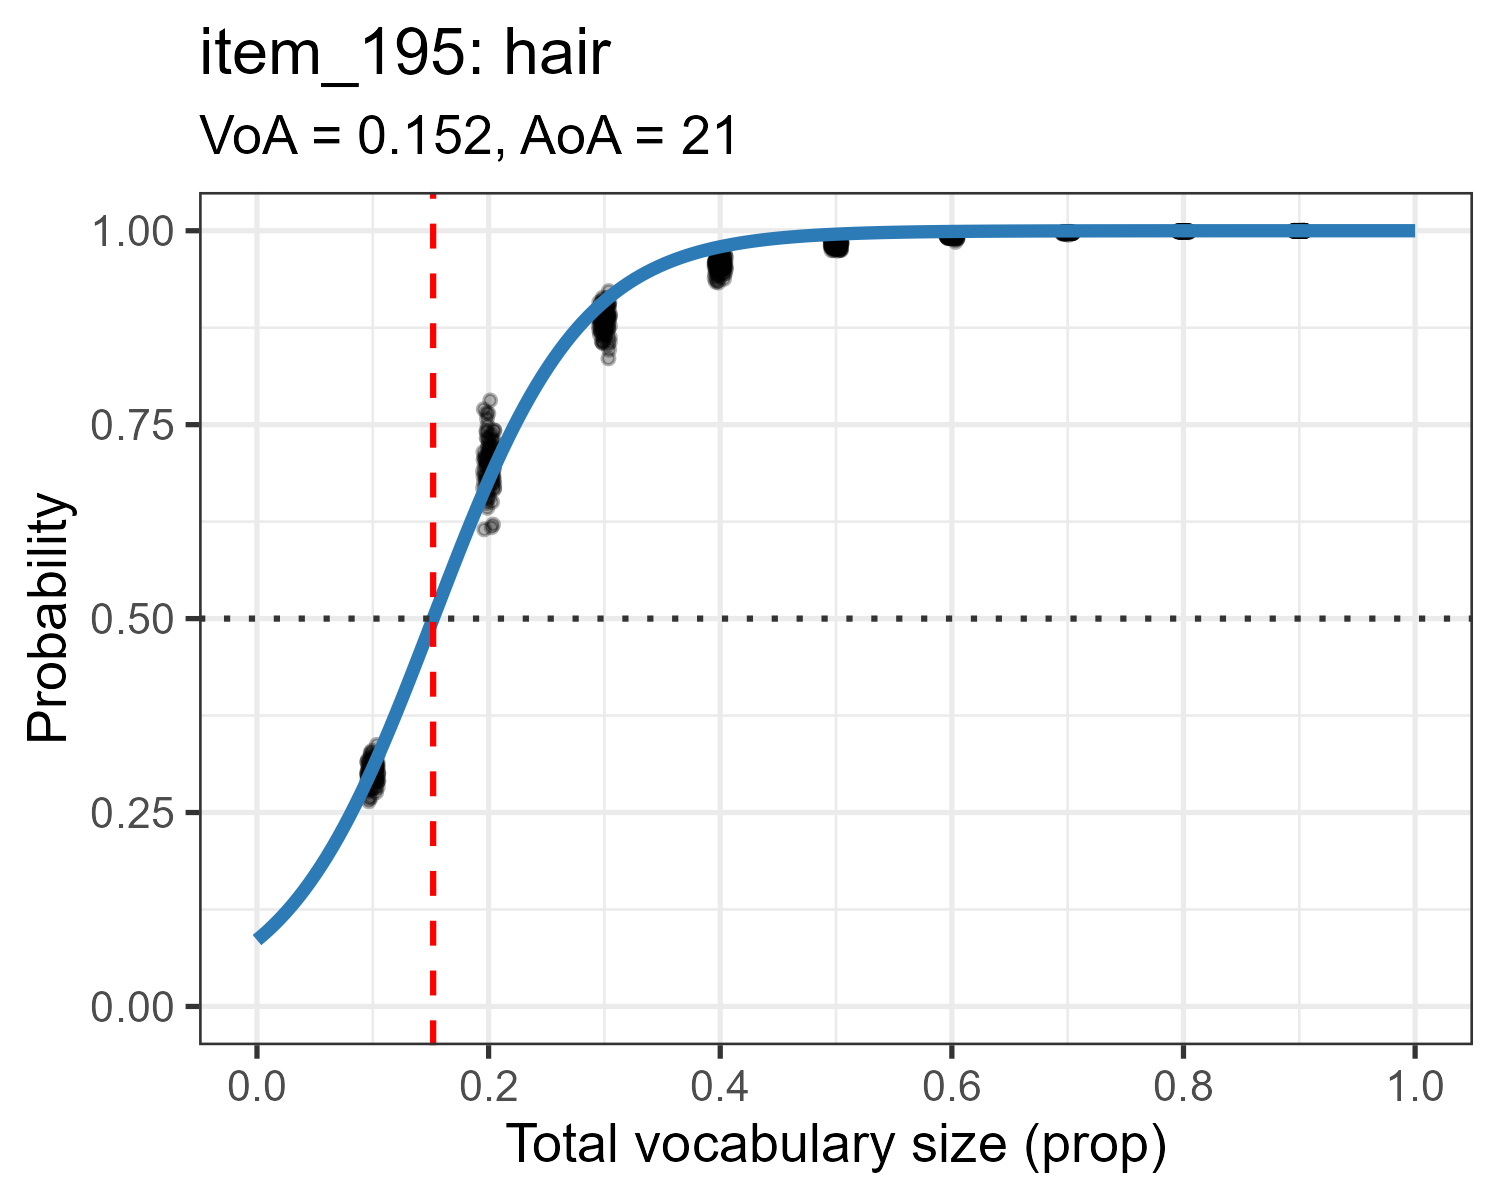 item_195: hair
VoA = 0.152, AoA = 21
Probability
1.00
0.75
0.50
0.25
0.00
0.0 0.2 0.4 0.6 0.8 1.0
Total vocabulary size (prop)